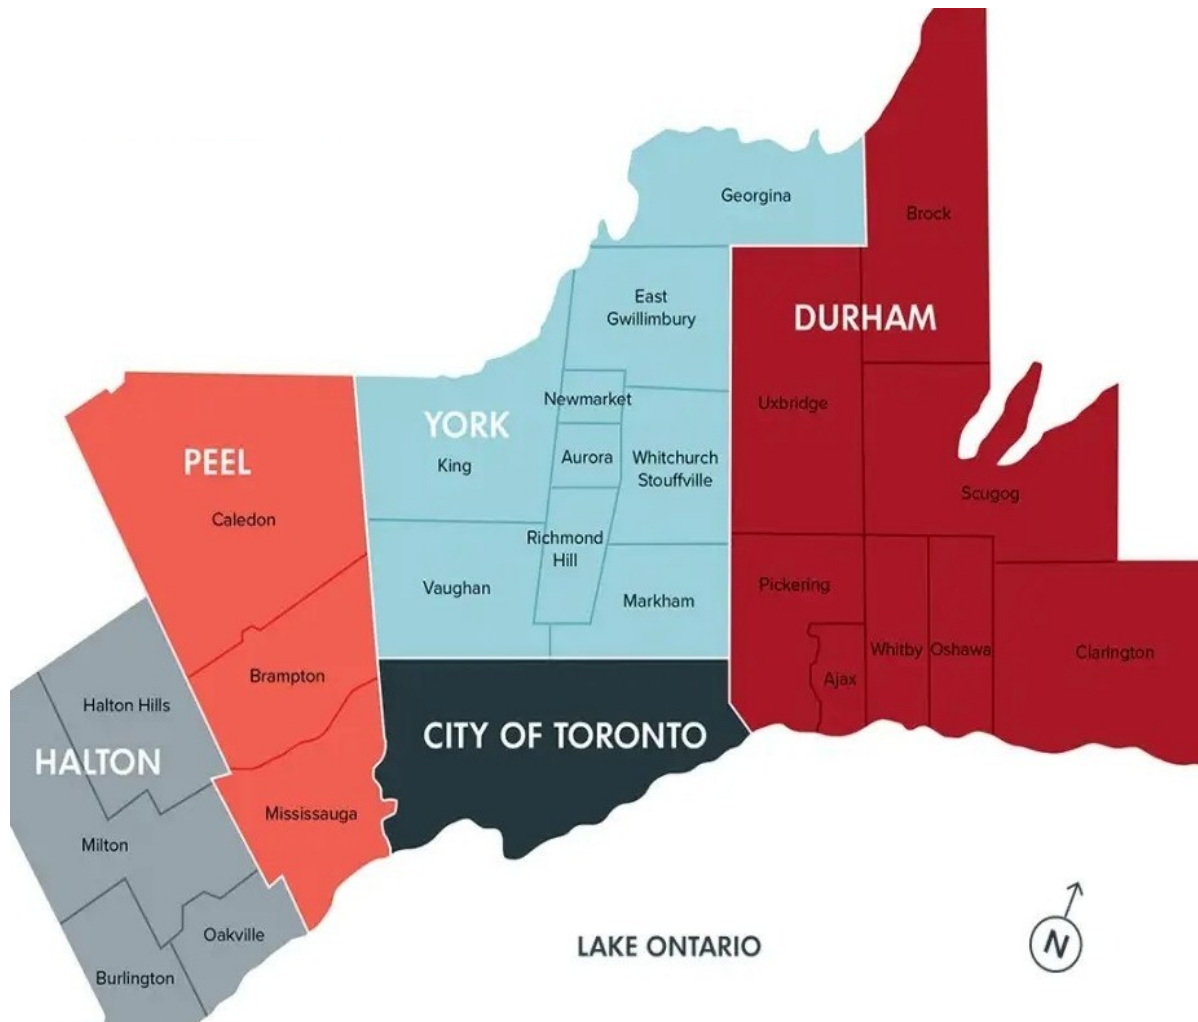 Georgina
Brock
East
Gwillimbury
DURHAM
Newmarket
Uxbridge
YORK
King
Aurora
Whitchurch
Stouffville
PEEL
Caledon
Scugog
Richmond
Hill
Vaughan
Markham
Pickering
Whitby
Oshawa
Clarington
Ajax
Brampton
Halton Hills
HALTON
CITY OF TORONTO
Mississauga
Milton
Oakville
Burlington
LAKE ONTARIO
N